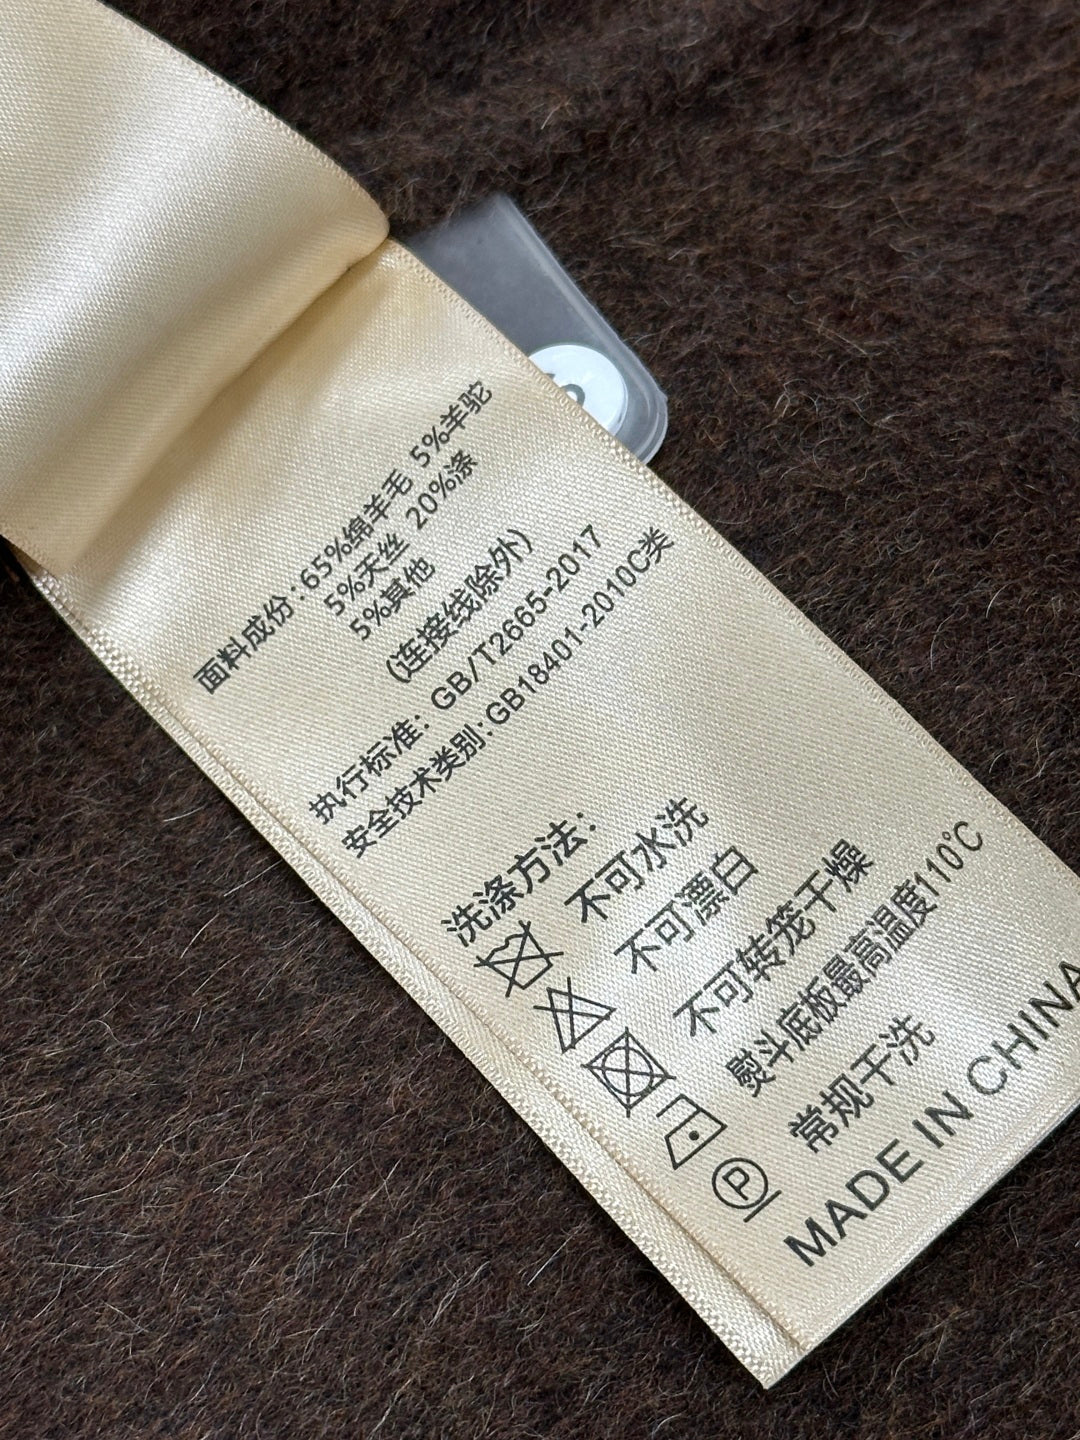 面料成份:65%绵羊毛 5%羊驼
5%天丝 20%涤
5%其他
(连接线除外)
执行标准: GB/T2665-2017
安全技术类别:GB18401-2010C类
洗涤方法:
不可水洗
不可漂白
不可转笼干燥
熨斗底板最高温度110℃
P 常规干洗
MADE IN CHINA